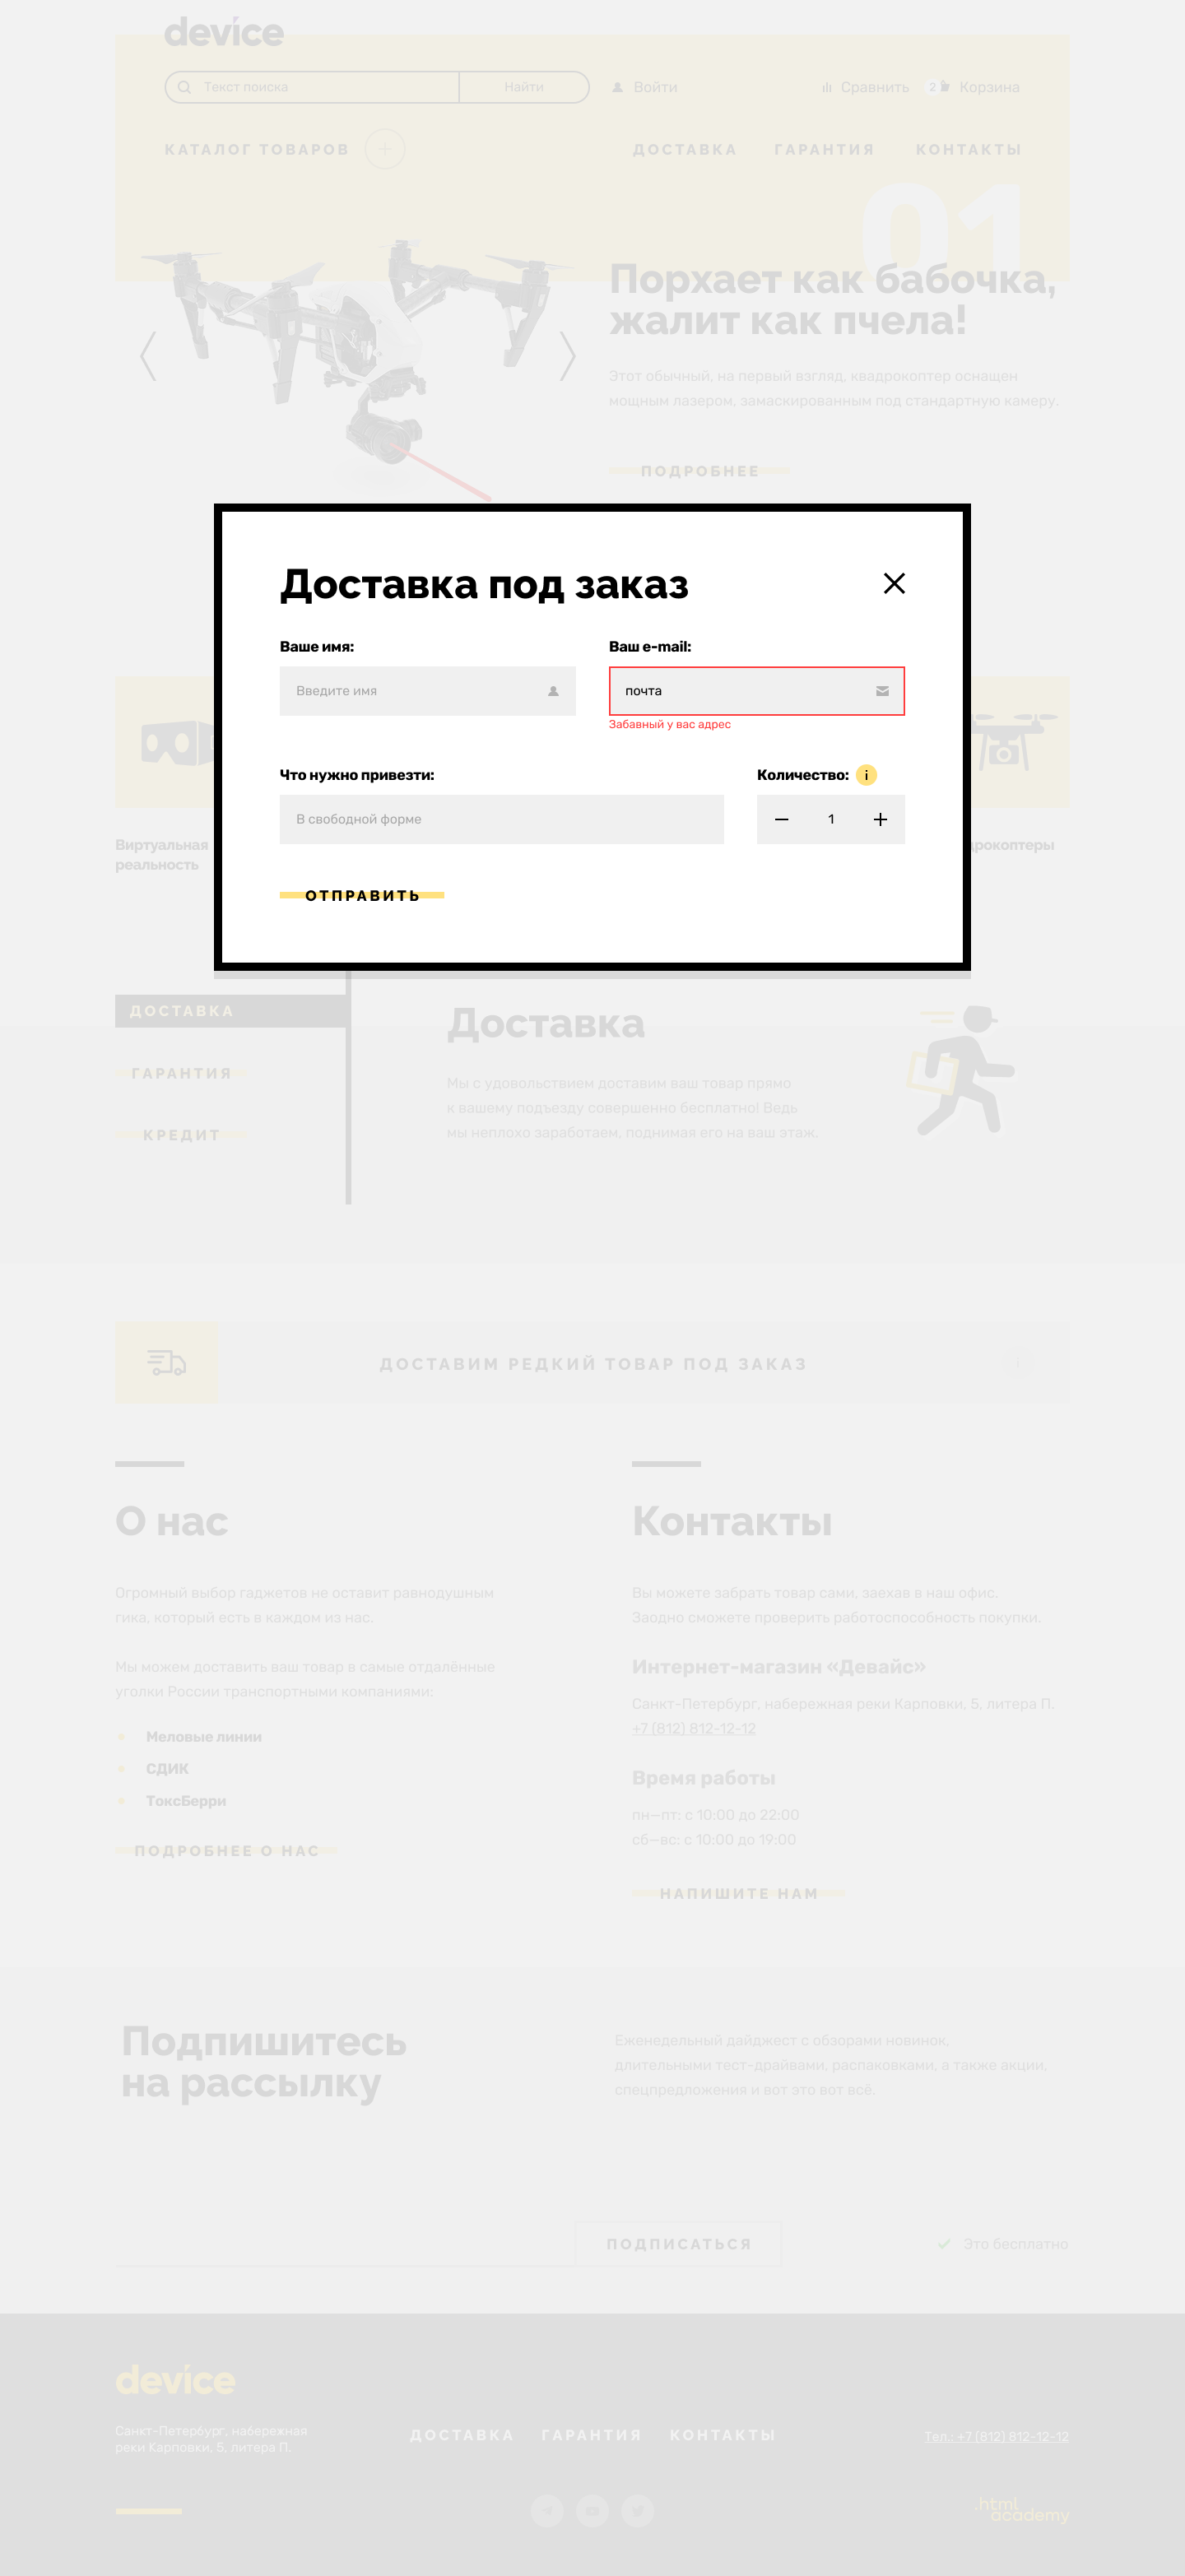 device
Текст поиска
Найти
Войти
Сравнить
2
Корзина
КАТАЛОГ ТОВАРОВ
ДОСТАВКА
ГАРАНТИЯ
КОНТАКТЫ
01
Порхает как бабочка,
жалит как пчела!
Этот обычный, на первый взгляд, квадрокоптер оснащен
мощным лазером, замаскированным под стандартную камеру.
ПОДРОБНЕЕ
Доставка под заказ
Ваше имя:
Ваш e-mail:
Введите имя
почта
Забавный у вас адрес
Что нужно привезти:
Количество:
i
В свободной форме
1
ОТПРАВИТЬ
Виртуальная
реальность
дрокоптеры
ДОСТАВКА
ГАРАНТИЯ
КРЕДИТ
Доставка
Мы с удовольствием доставим ваш товар прямо
к вашему подъезду совершенно бесплатно! Ведь
мы неплохо заработаем, поднимая его на ваш этаж.
ДОСТАВИМ РЕДКИЙ ТОВАР ПОД ЗАКАЗ
i
О нас
Огромный выбор гаджетов не оставит равнодушным
гика, который есть в каждом из нас.
Мы можем доставить ваш товар в самые отдалённые
уголки России транспортными компаниями:
Меловые линии
СДИК
ТоксБерри
ПОДРОБНЕЕ О НАС
Контакты
Вы можете забрать товар сами, заехав в наш офис.
Заодно сможете проверить работоспособность покупки.
Интернет-магазин «Девайс»
Санкт-Петербург, набережная реки Карповки, 5, литера П.
+7 (812) 812-12-12
Время работы
пн—пт: с 10:00 до 22:00
сб—вс: с 10:00 до 19:00
НАПИШИТЕ НАМ
Подпишитесь
на рассылку
Еженедельный дайджест с обзорами новинок,
длительными тест-драйвами, распаковками, а также акции,
спецпредложения и вот это вот всё.
ПОДПИСАТЬСЯ
Это бесплатно
device
Санкт-Петербург, набережная
реки Карповки, 5, литера П.
ДОСТАВКА
ГАРАНТИЯ
КОНТАКТЫ
Тел.: +7 (812) 812-12-12
.html
academy